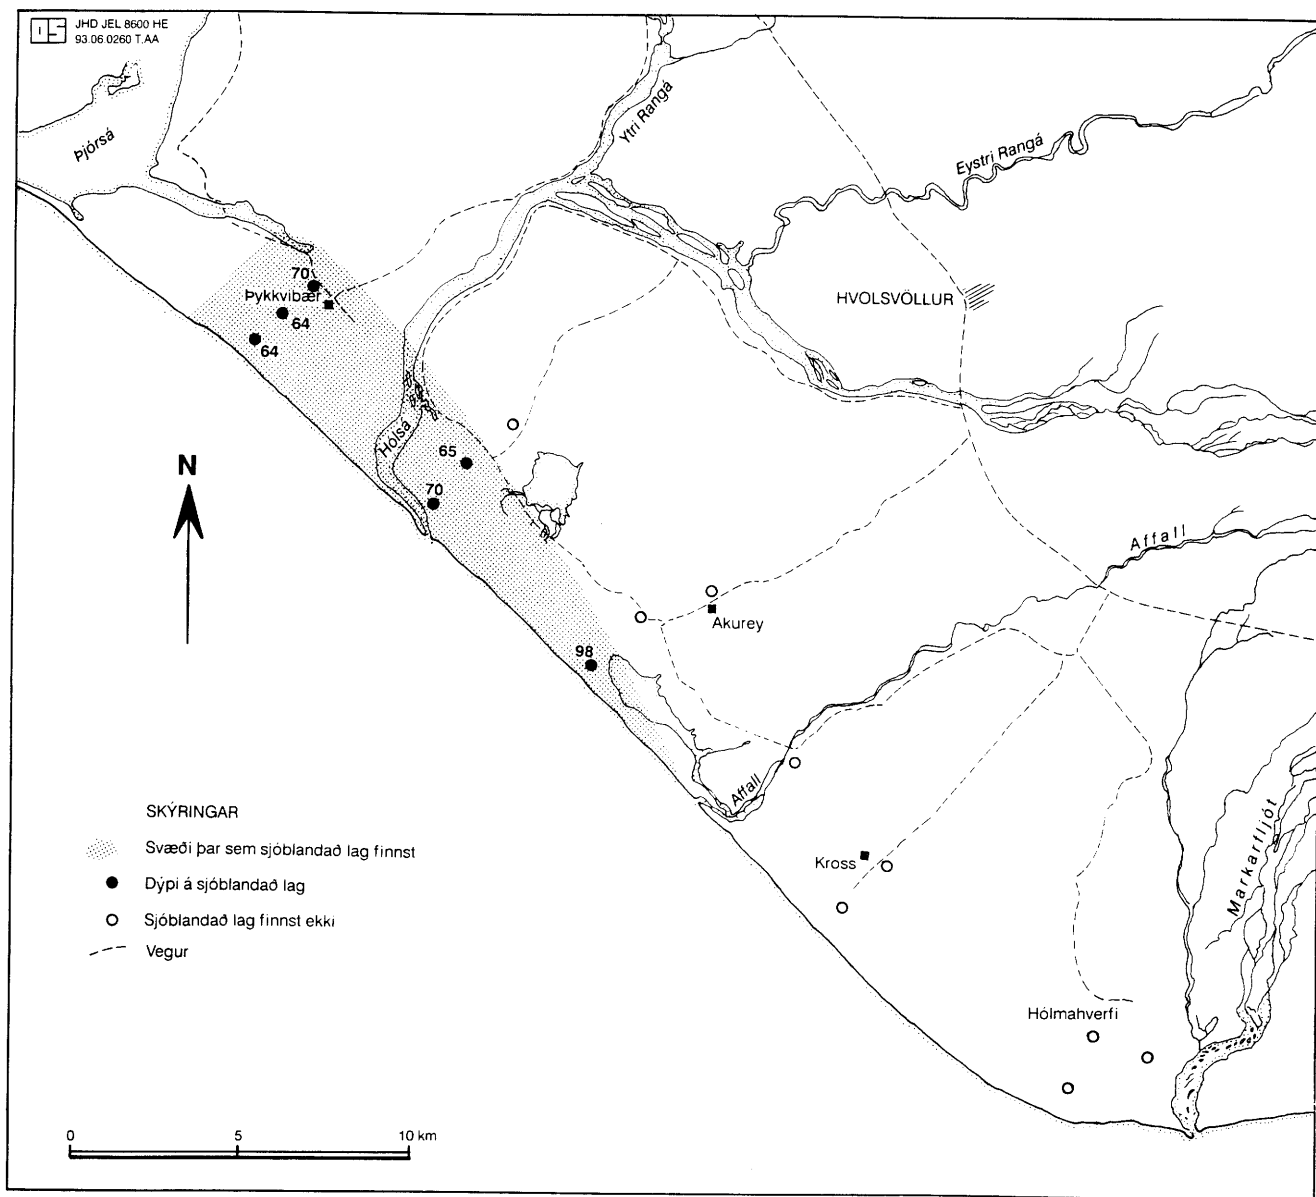 JHD JEL 8600 HE
93.06.0260 T.AA
Þjórsá
Ytri Rangá
Eystri Rangá
70
Þykkvibær
64
64
HVOLSVÖLLUR
Hólsá
65
70
N
Affall
Akurey
98
Affall
SKÝRINGAR
Svæði þar sem sjóblandað lag finnst
Dýpi á sjóblandað lag
Sjóblandað lag finnst ekki
Vegur
Kross
Markarfljót
Hólmahverfi
0 5 10 km